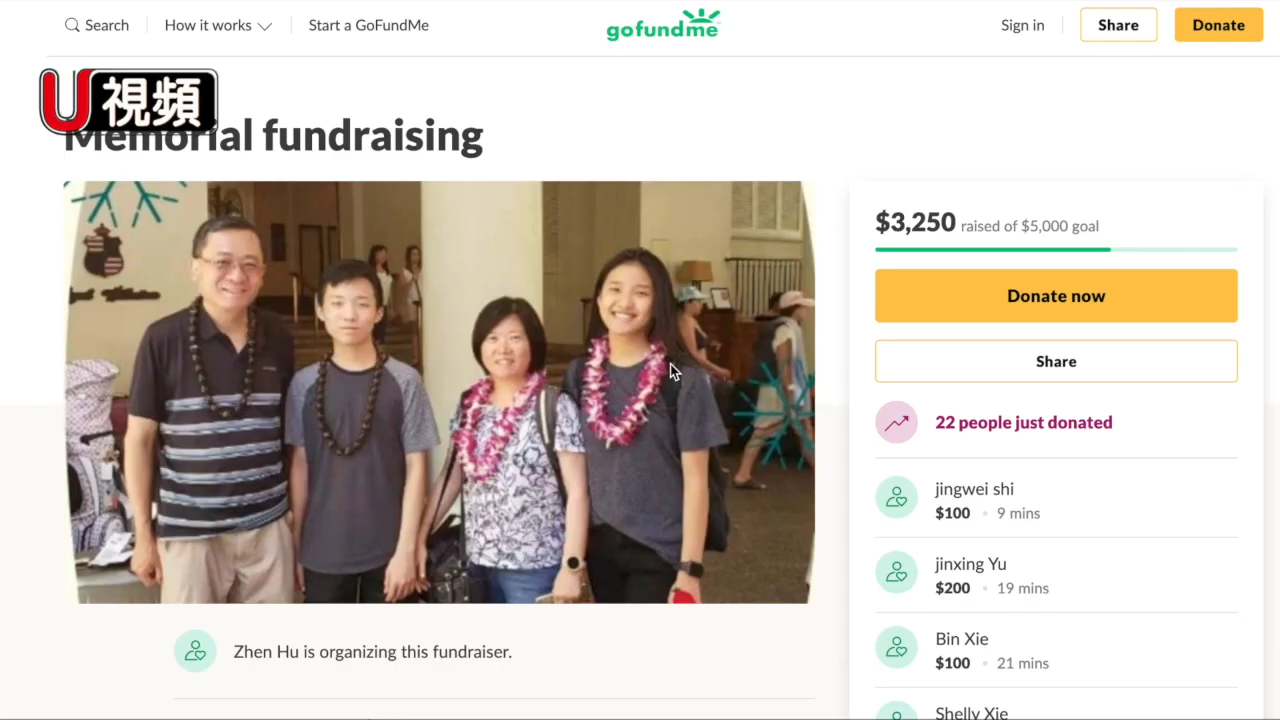 Search
How it works
Start a GoFundMe
gofundme
Sign in
Share
Donate
U視頻
Memorial fundraising
$3,250 raised of $5,000 goal
Donate now
Share
22 people just donated
jingwei shi
$100 • 9 mins
jinxing Yu
$200 • 19 mins
Bin Xie
$100 • 21 mins
Shelly Xie
Zhen Hu is organizing this fundraiser.